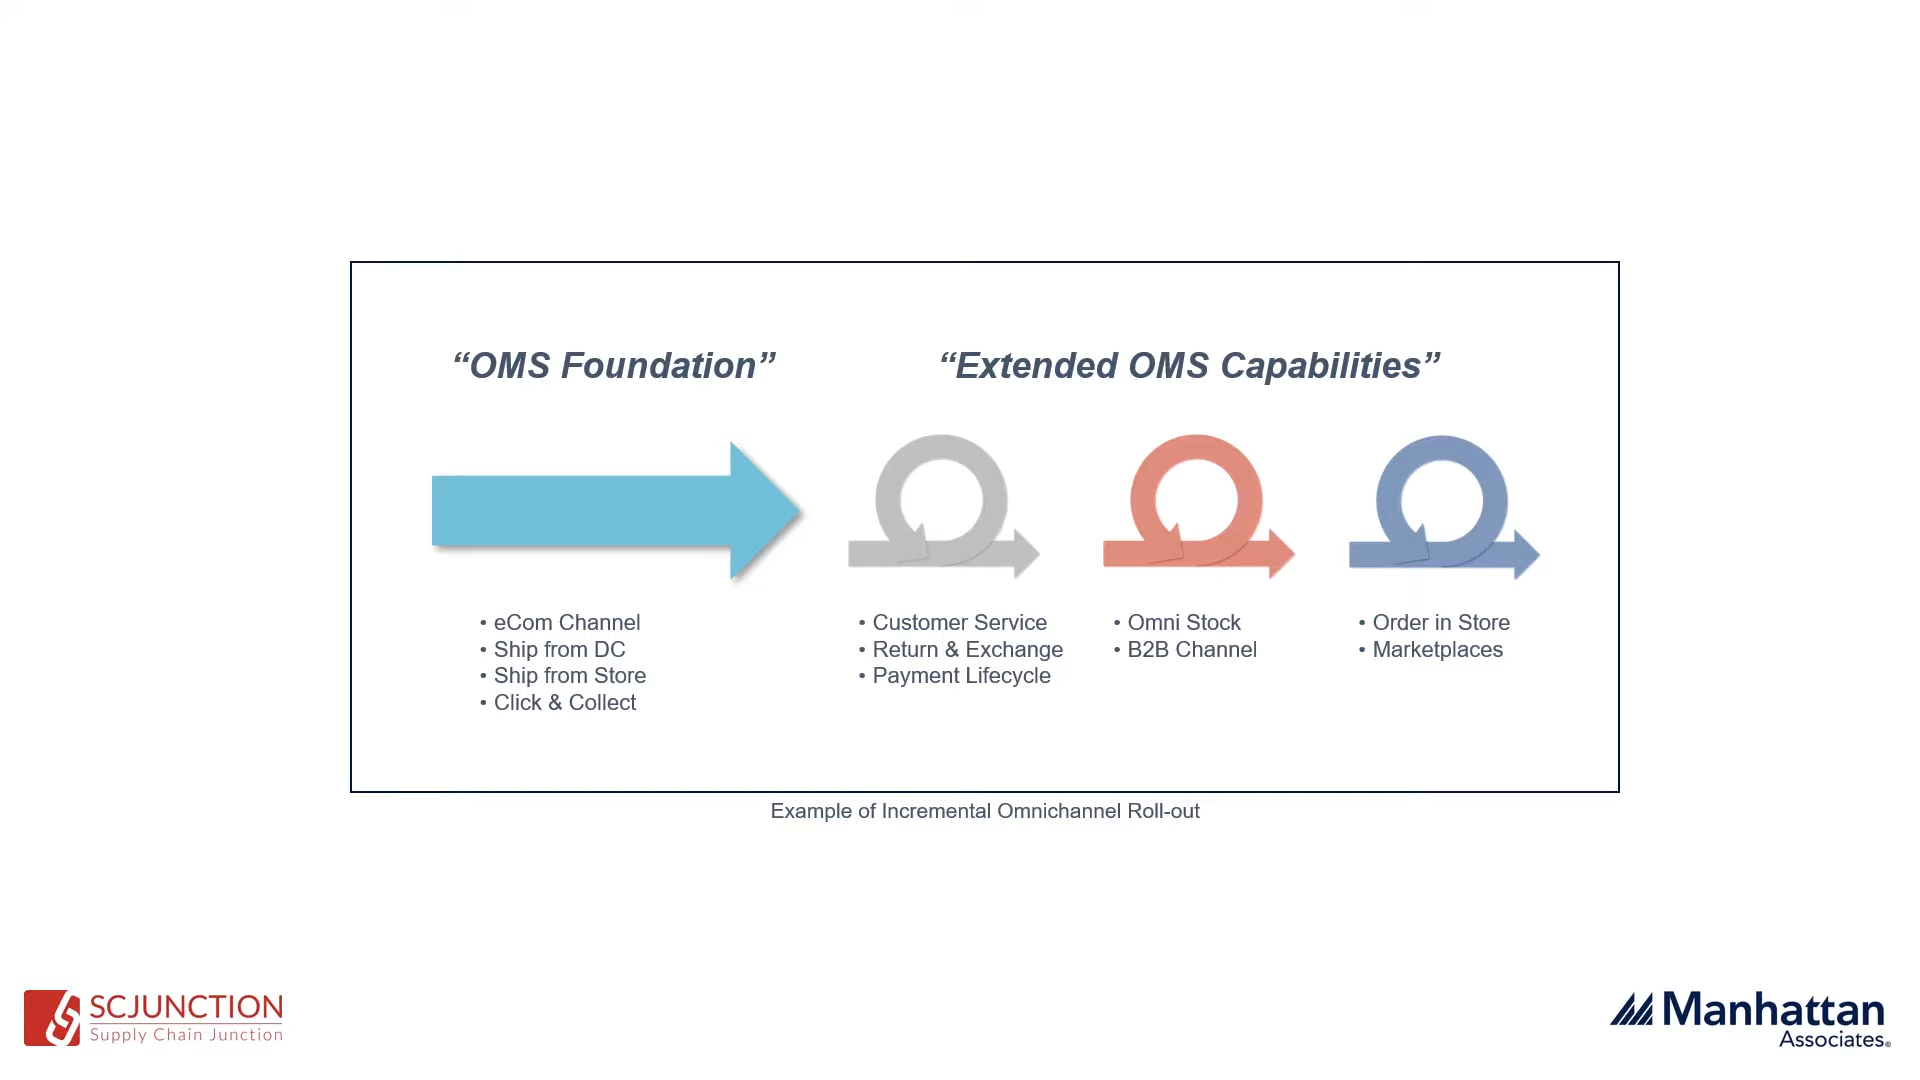 “OMS Foundation”
“Extended OMS Capabilities”
• eCom Channel
• Ship from DC
• Ship from Store
• Click & Collect
• Customer Service
• Return & Exchange
• Payment Lifecycle
• Omni Stock
• B2B Channel
• Order in Store
• Marketplaces
Example of Incremental Omnichannel Roll-out
SCJUNCTION
Supply Chain Junction
Manhattan
Associates®